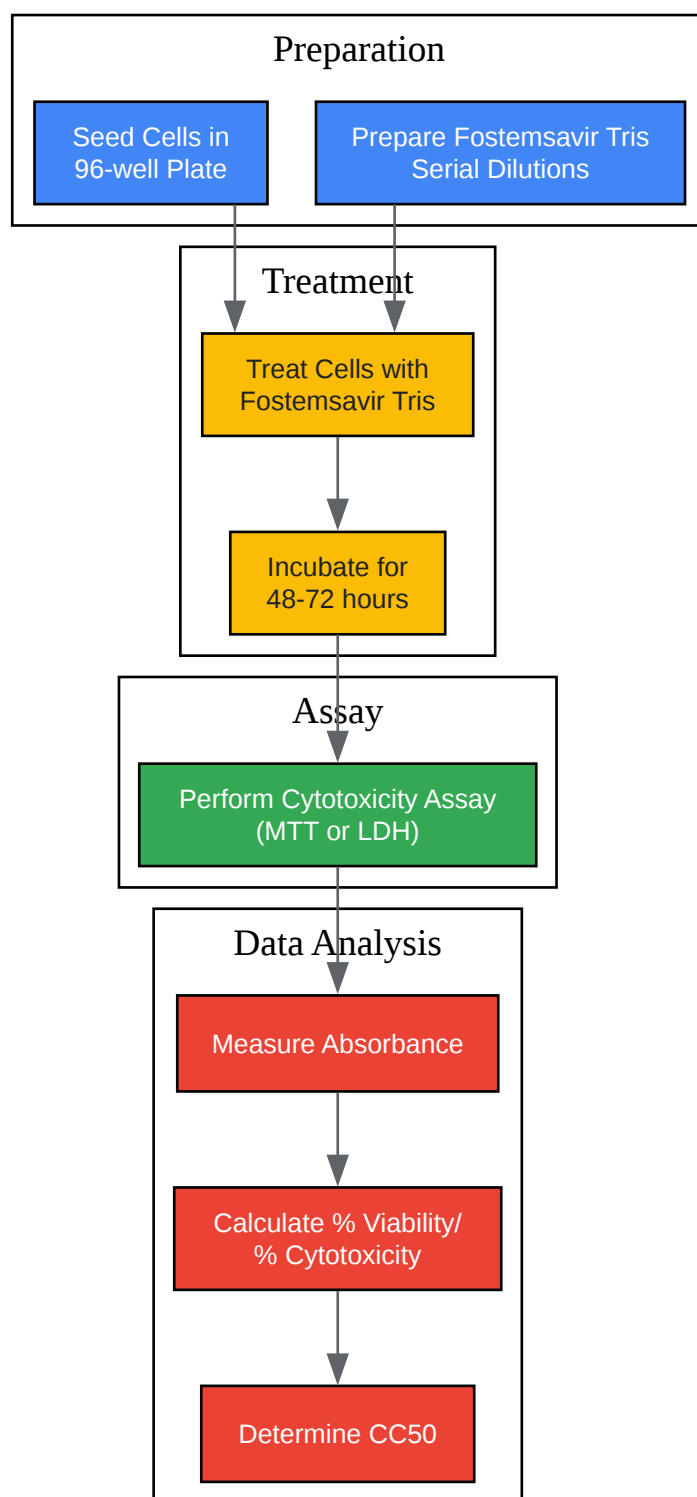 Preparation
Seed Cells in
96-well Plate
Prepare Fostemsavir Tris
Serial Dilutions
Treatment
Treat Cells with
Fostemsavir Tris
Incubate for
48-72 hours
Assay
Perform Cytotoxicity Assay
(MTT or LDH)
Data Analysis
Measure Absorbance
Calculate % Viability/
% Cytotoxicity
Determine CC50